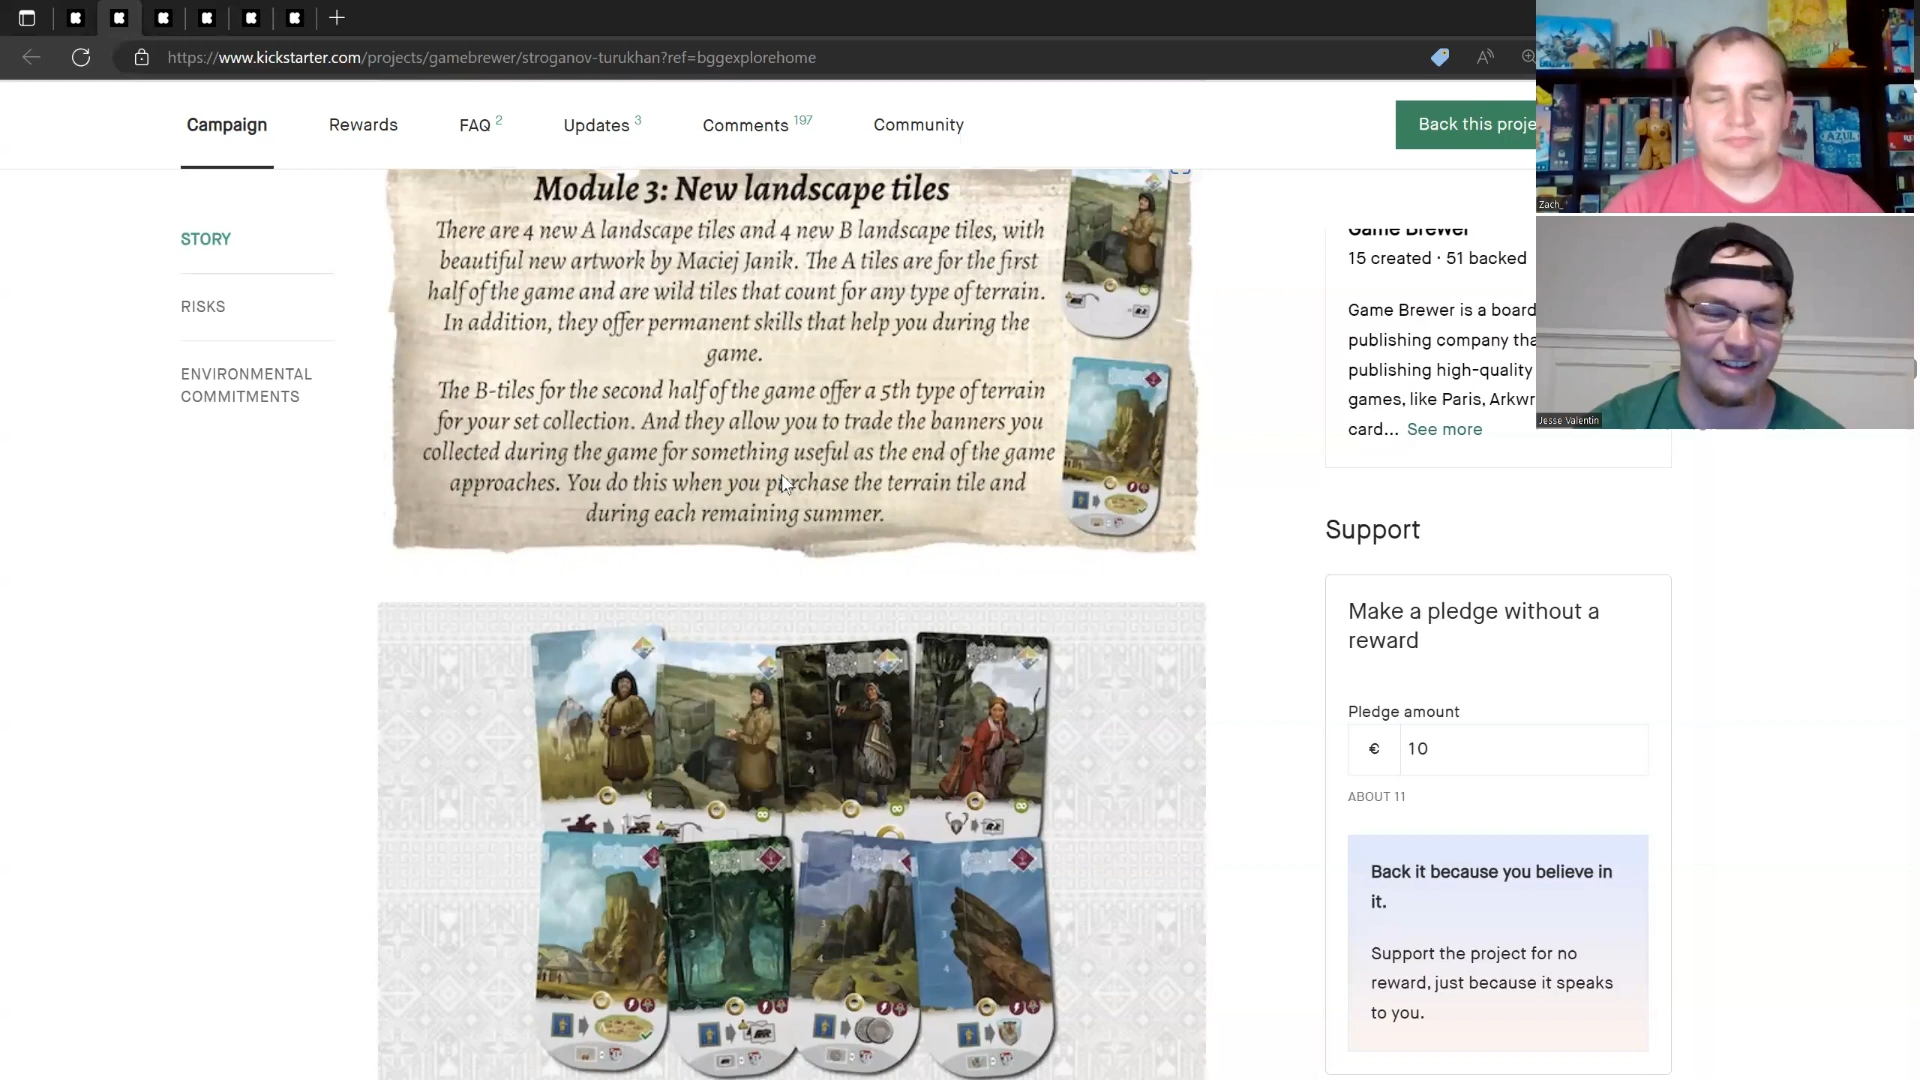 https://www.kickstarter.com/projects/gamebrewer/stroganov-turukhan?ref=bggexplorehome
Campaign
Rewards
FAQ 2
Updates 3
Comments 197
Community
Back this proje
STORY
RISKS
ENVIRONMENTAL
COMMITMENTS
Module 3: New landscape tiles
There are 4 new A landscape tiles and 4 new B landscape tiles, with
beautiful new artwork by Maciej Janik. The A tiles are for the first
half of the game and are wild tiles that count for any type of terrain.
In addition, they offer permanent skills that help you during the
game.
The B-tiles for the second half of the game offer a 5th type of terrain
for your set collection. And they allow you to trade the banners you
collected during the game for something useful as the end of the game
approaches. You do this when you purchase the terrain tile and
during each remaining summer.
Game Brewer
15 created · 51 backed
Game Brewer is a board
publishing company tha
publishing high-quality
games, like Paris, Arkwr
card... See more
Support
Make a pledge without a
reward
Pledge amount
€ 10
ABOUT 11
Back it because you believe in
it.
Support the project for no
reward, just because it speaks
to you.
Zach_
Jesse Valentin
AZUL